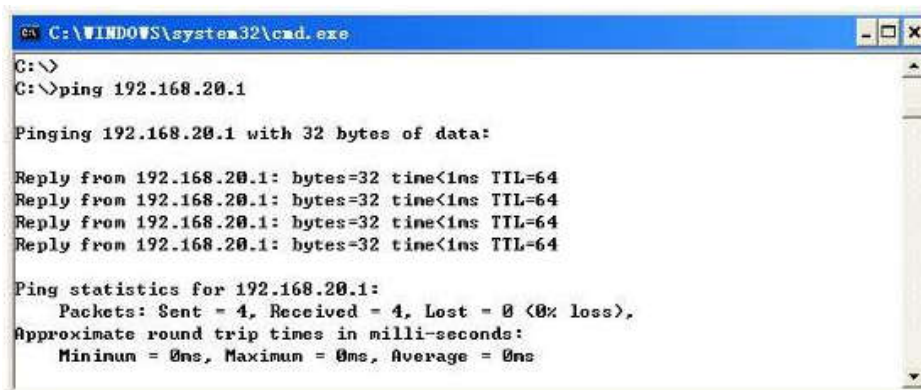 C:\WINDOWS\system32\cmd.exe
C:\>
C:\>ping 192.168.20.1
Pinging 192.168.20.1 with 32 bytes of data:
Reply from 192.168.20.1: bytes=32 time<1ms TTL=64
Reply from 192.168.20.1: bytes=32 time<1ms TTL=64
Reply from 192.168.20.1: bytes=32 time<1ms TTL=64
Reply from 192.168.20.1: bytes=32 time<1ms TTL=64
Ping statistics for 192.168.20.1:
Packets: Sent = 4, Received = 4, Lost = 0 (0% loss),
Approximate round trip times in milli-seconds:
Minimum = 0ms, Maximum = 0ms, Average = 0ms